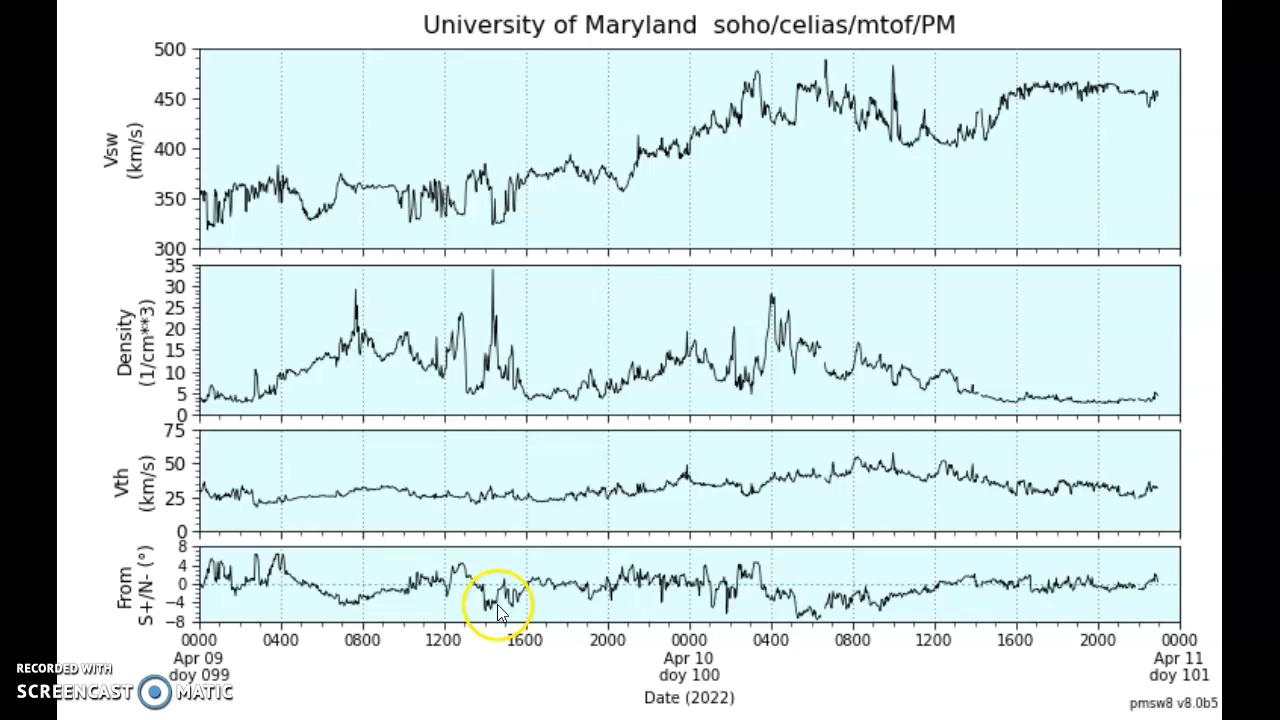 University of Maryland  soho/celias/mtof/PM
500
450
400
350
300
Vsw
(km/s)
35
30
25
20
15
10
5
0
Density
(1/cm**3)
75
50
25
0
Vth
(km/s)
8
4
0
−4
−8
From
S+/N- (°)
0000 0400 0800 1200 1600 2000 0000 0400 0800 1200 1600 2000 0000
Apr 09 Apr 10 Apr 11
doy 099 doy 100 doy 101
Date (2022)
pmsw8 v8.0b5
RECORDED WITH
SCREENCAST MATIC